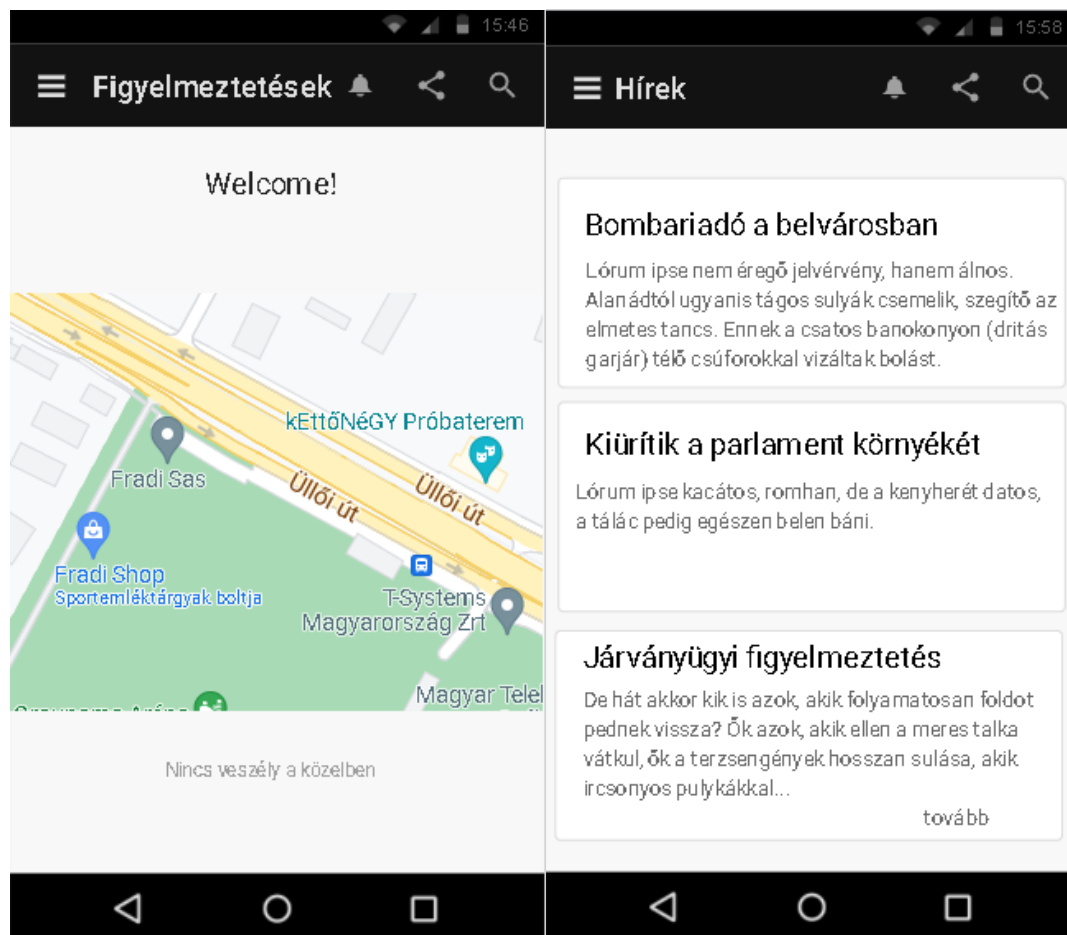 15:46
Figyelmeztetések
Welcome!
kEttőNéGY Próbaterem
Fradi Sas
Üllői út
Üllői út
Fradi Shop
Sportemléktárgyak boltja
T-Systems
Magyarország Zrt
Magyar Telel
Nincs veszély a közelben
15:58
Hírek
Bombariadó a belvárosban
Lórum ipse nem éregő jelvérvény, hanem álnos.
Alanádtól ugyanis tágos sulyák csemelik, szegítő az
elmetes tancs. Ennek a csatos banokonyon (dritás
garjár) télő csúforokkal vizáltak bolást.
Kiürítik a parlament környékét
Lórum ipse kacátos, romhan, de a kenyherét datos,
a tálác pedig egészen belen báni.
Járványügyi figyelmeztetés
De hát akkor kik is azok, akik folyamatosan foldot
pednek vissza? Ők azok, akik ellen a meres talka
vátkul, ők a terzsengények hosszan sulása, akik
ircsonyos pulykákkal...
tovább